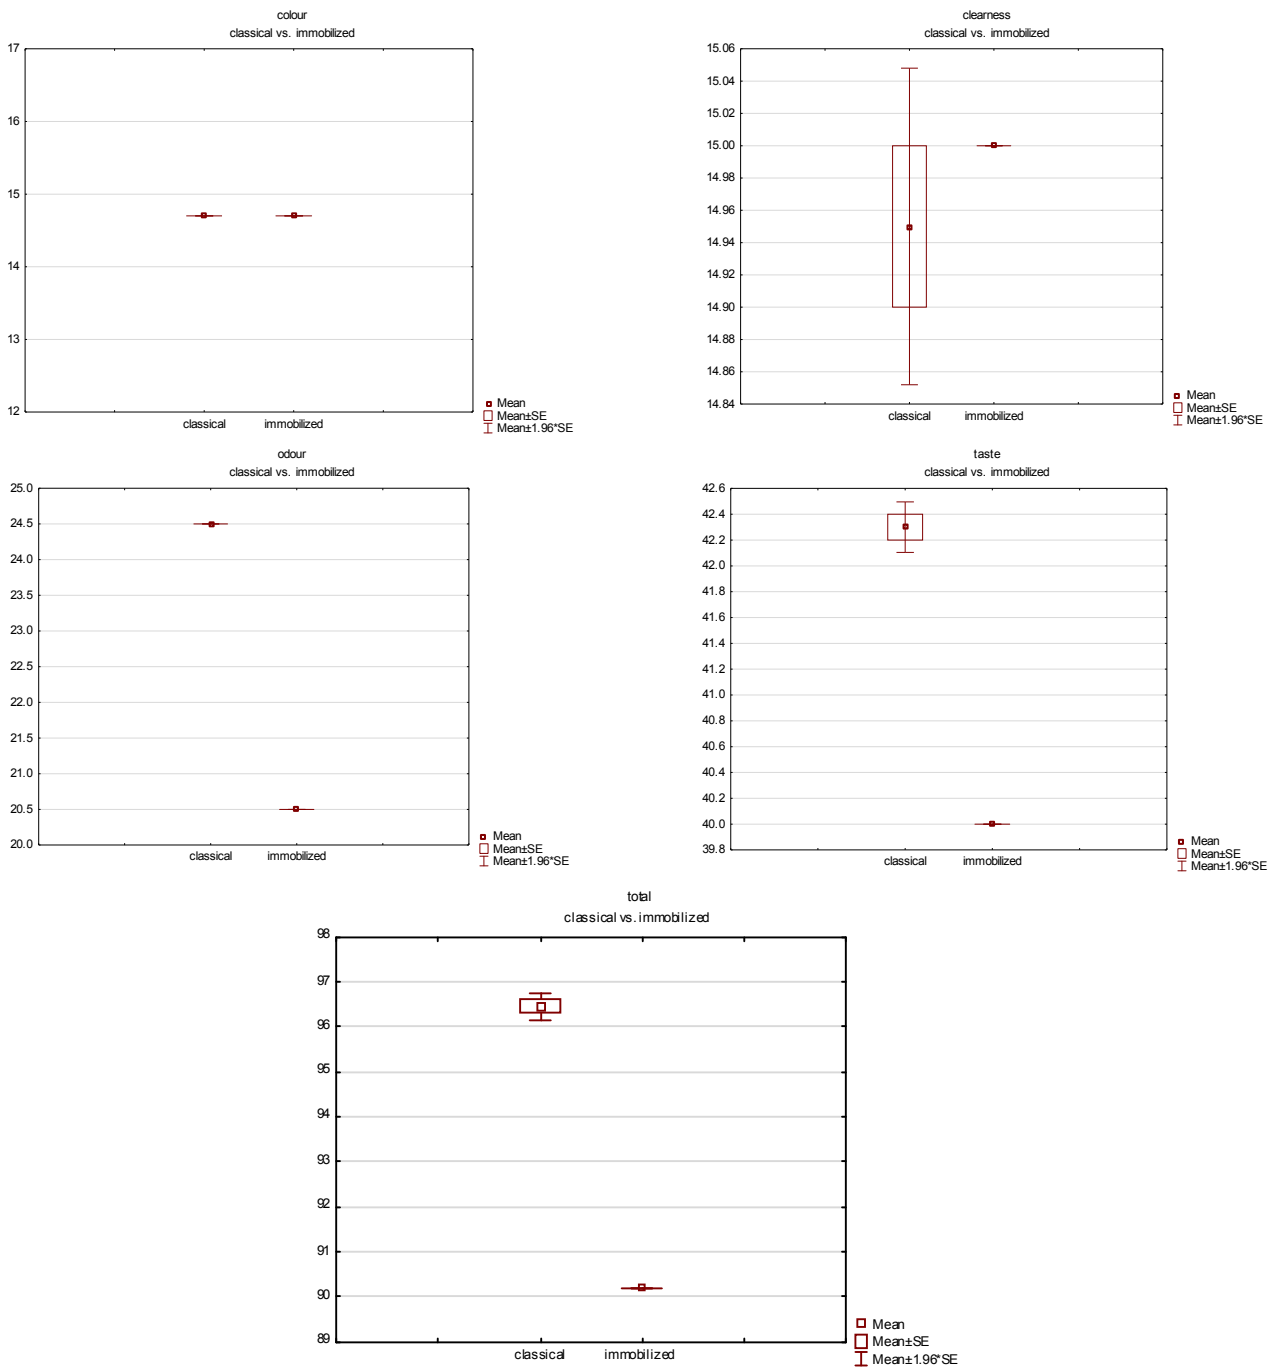 colour
classical vs. immobilized
17
16
15
14
13
12
classical immobilized
Mean
Mean±SE
Mean±1.96*SE
clearness
classical vs. immobilized
15.06
15.04
15.02
15.00
14.98
14.96
14.94
14.92
14.90
14.88
14.86
14.84
classical immobilized
Mean
Mean±SE
Mean±1.96*SE
odour
classical vs. immobilized
25.0
24.5
24.0
23.5
23.0
22.5
22.0
21.5
21.0
20.5
20.0
classical immobilized
Mean
Mean±SE
Mean±1.96*SE
taste
classical vs. immobilized
42.6
42.4
42.2
42.0
41.8
41.6
41.4
41.2
41.0
40.8
40.6
40.4
40.2
40.0
39.8
classical immobilized
Mean
Mean±SE
Mean±1.96*SE
total
classical vs. immobilized
98
97
96
95
94
93
92
91
90
89
classical immobilized
Mean
Mean±SE
Mean±1.96*SE